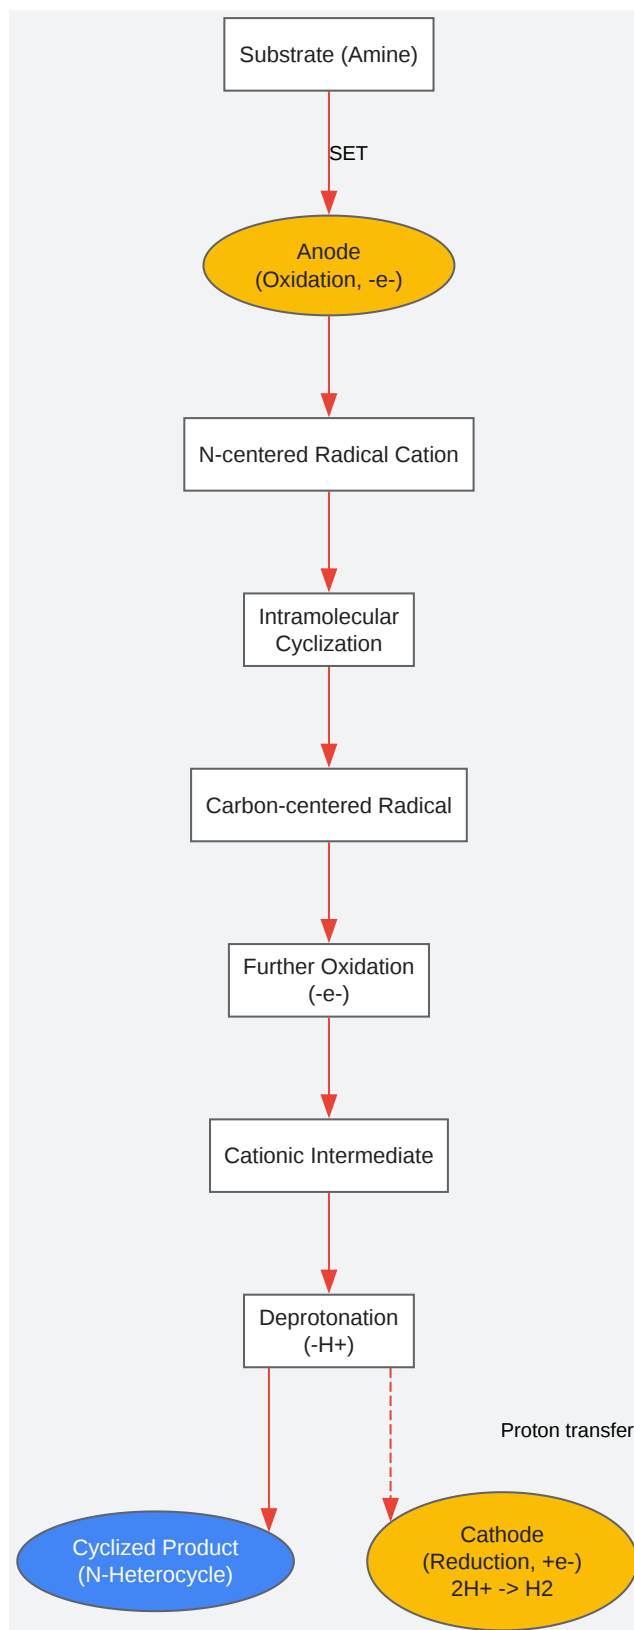 Substrate (Amine)
SET
Anode
(Oxidation, -e-)
N-centered Radical Cation
Intramolecular
Cyclization
Carbon-centered Radical
Further Oxidation
(-e-)
Cationic Intermediate
Deprotonation
(-H+)
Proton transfer
Cyclized Product
(N-Heterocycle)
Cathode
(Reduction, +e-)
2H+ -> H2